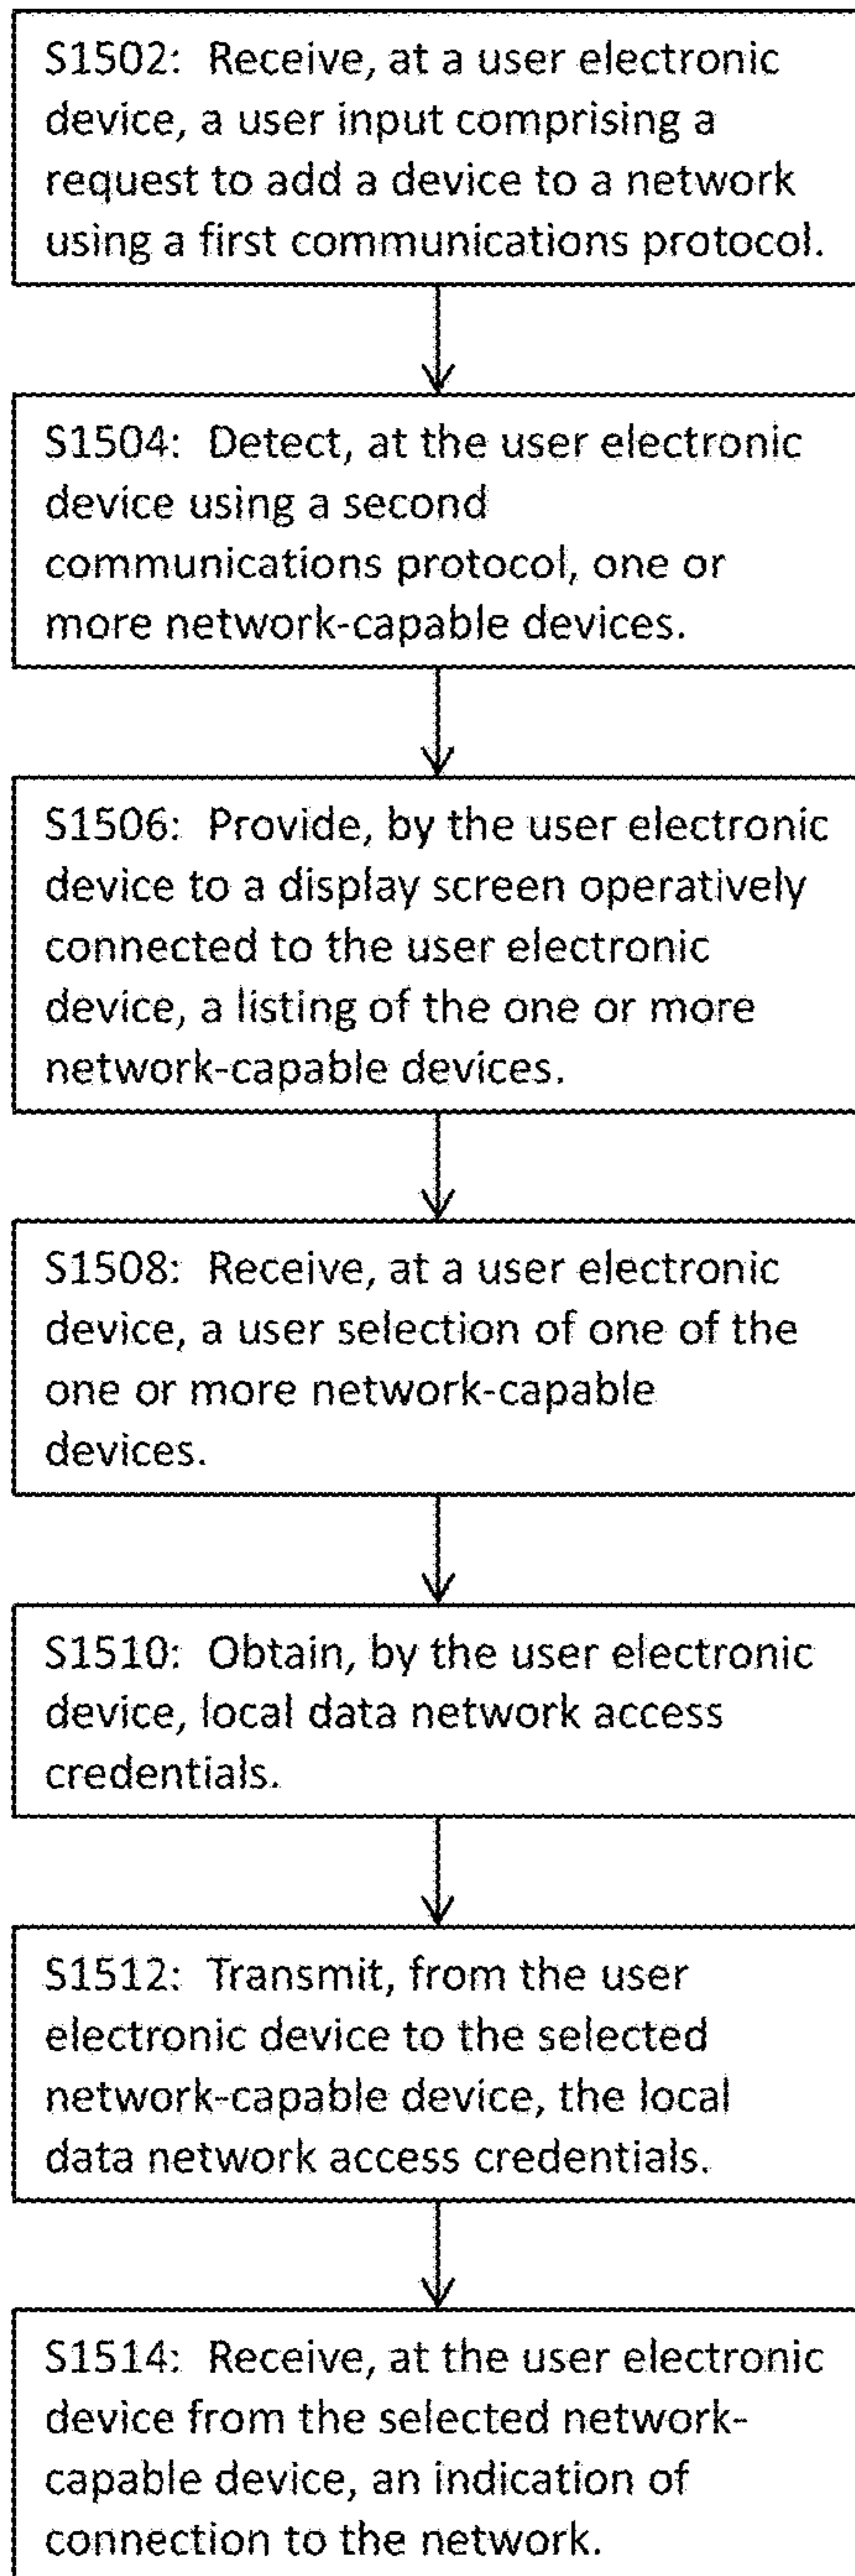 S1502: Receive, at a user electronic
device, a user input comprising a
request to add a device to a network
using a first communications protocol.
S1504: Detect, at the user electronic
device using a second
communications protocol, one or
more network-capable devices.
S1506: Provide, by the user electronic
device to a display screen operatively
connected to the user electronic
device, a listing of the one or more
network-capable devices.
S1508: Receive, at a user electronic
device, a user selection of one of the
one or more network-capable
devices.
S1510: Obtain, by the user electronic
device, local data network access
credentials.
S1512: Transmit, from the user
electronic device to the selected
network-capable device, the local
data network access credentials.
S1514: Receive, at the user electronic
device from the selected network-
capable device, an indication of
connection to the network.